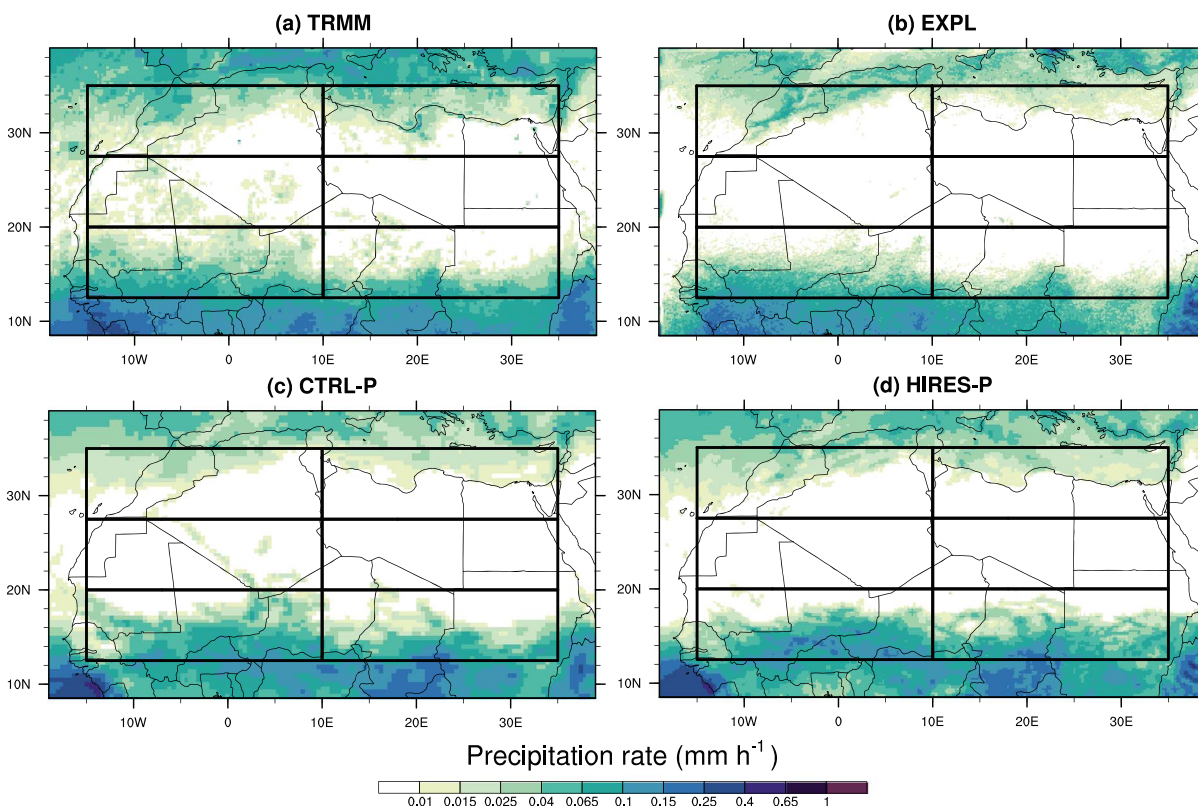 (a) TRMM
(b) EXPL
30N
20N
10N
10W 0 10E 20E 30E
30N
20N
10N
10W 0 10E 20E 30E
(c) CTRL-P
(d) HIRES-P
30N
20N
10N
10W 0 10E 20E 30E
30N
20N
10N
10W 0 10E 20E 30E
Precipitation rate (mm h⁻¹)
0.01 0.015 0.025 0.04 0.065 0.1 0.15 0.25 0.4 0.65 1